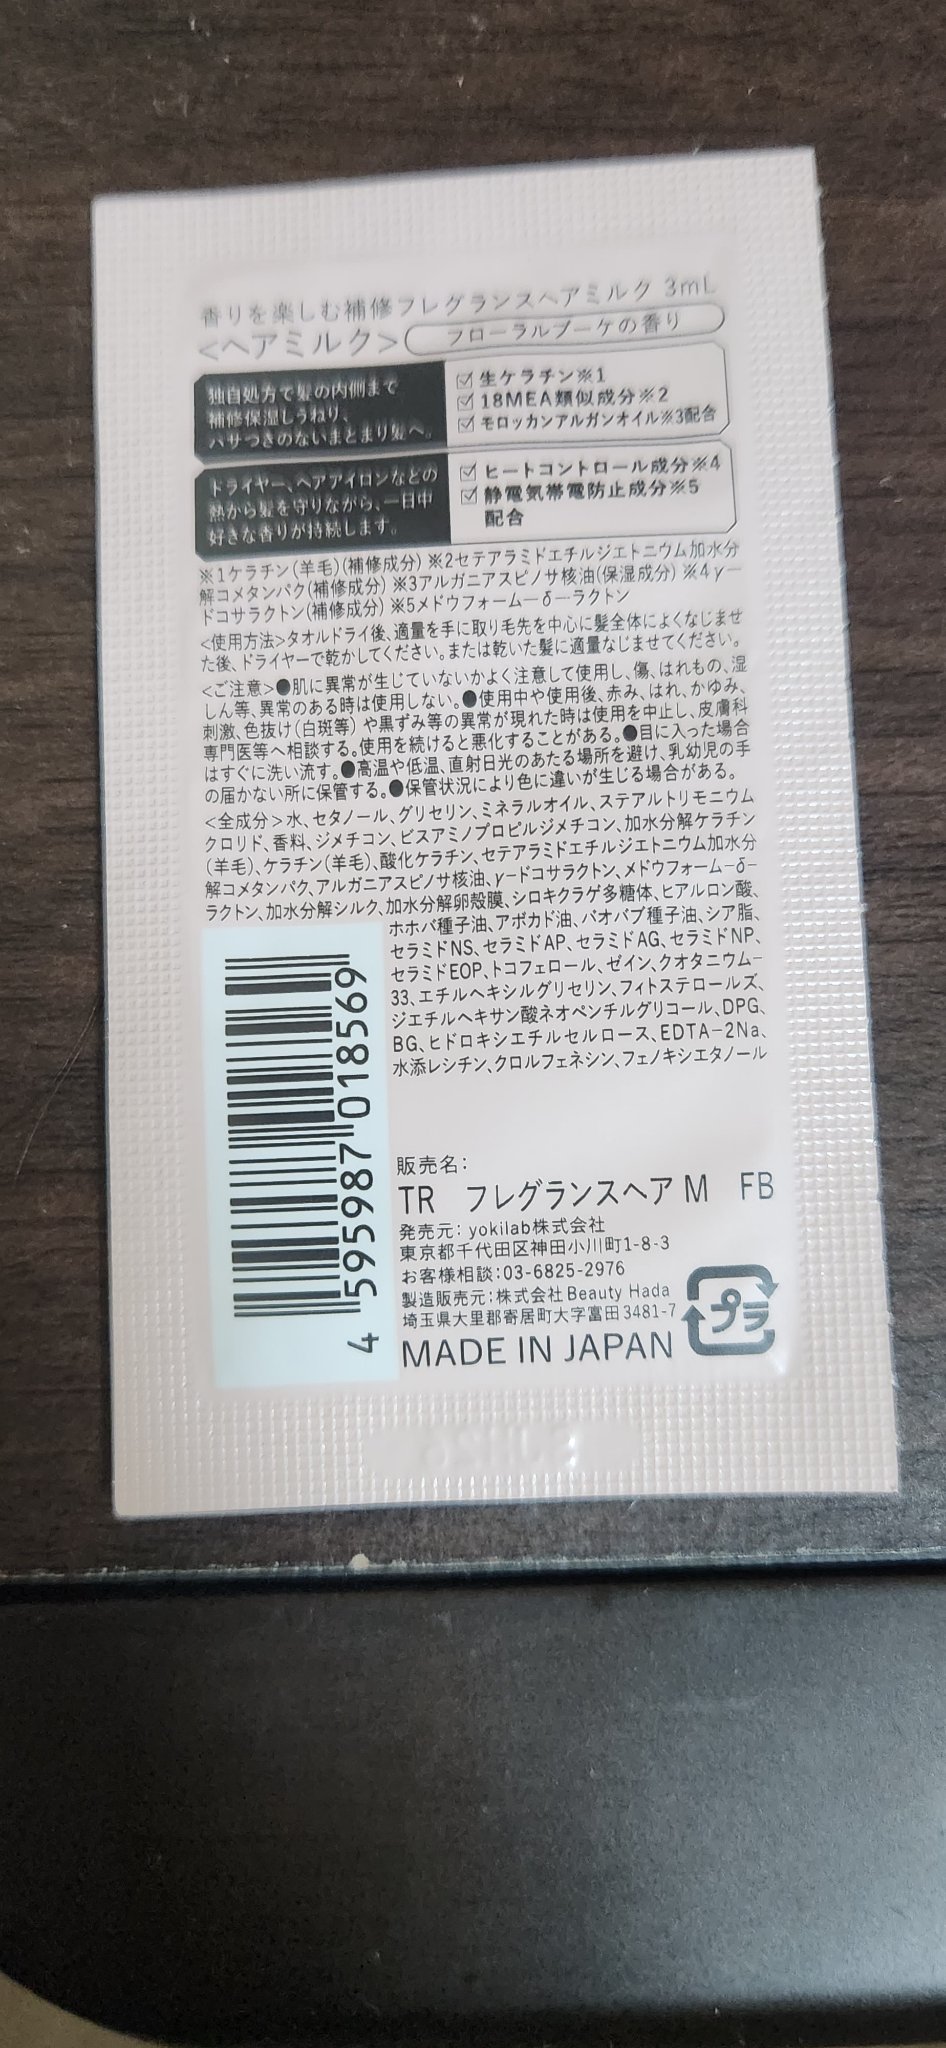 香りを楽しむ補修フレグランスヘアミルク 3mL
<ヘアミルク> フローラルブーケの香り
独自処方で髪の内側まで
補修保湿しうねり、
パサつきのないまとまり髪へ。
☑生ケラチン※1
☑18MEA類似成分※2
☑モロッカンアルガンオイル※3配合
ドライヤー、ヘアアイロンなどの
熱から髪を守りながら、一日中
好きな香りが持続します。
☑ヒートコントロール成分※4
☑静電気帯電防止成分※5
配合
※1ケラチン(羊毛)(補修成分) ※2セテアラミドエチルジエトニウム加水分
解コメタンパク(補修成分) ※3アルガニアスピノサ核油(保湿成分) ※4γ−
ドコサラクトン(補修成分) ※5メドウフォーム−δ−ラクトン
<使用方法>タオルドライ後、適量を手に取り毛先を中心に髪全体によくなじませ
た後、ドライヤーで乾かしてください。または乾いた髪に適量なじませてください。
<ご注意>●肌に異常が生じていないかよく注意して使用し、傷、はれもの、湿
しん等、異常のある時は使用しない。●使用中や使用後、赤み、はれ、かゆみ、
刺激、色抜け(白斑等)や黒ずみ等の異常が現れた時は使用を中止し、皮膚科
専門医等へ相談する。使用を続けると悪化することがある。●目に入った場合
はすぐに洗い流す。●高温や低温、直射日光のあたる場所を避け、乳幼児の手
の届かない所に保管する。●保管状況により色に違いが生じる場合がある。
<全成分>水、セタノール、グリセリン、ミネラルオイル、ステアルトリモニウム
クロリド、香料、ジメチコン、ビスアミノプロピルジメチコン、加水分解ケラチン
(羊毛)、ケラチン(羊毛)、酸化ケラチン、セテアラミドエチルジエトニウム加水分
解コメタンパク、アルガニアスピノサ核油、γ−ドコサラクトン、メドウフォーム−δ−
ラクトン、加水分解シルク、加水分解卵殻膜、シロキクラゲ多糖体、ヒアルロン酸、
ホホバ種子油、アボカド油、バオバブ種子油、シア脂、
セラミドNS、セラミドAP、セラミドAG、セラミドNP、
セラミドEOP、トコフェロール、ゼイン、クオタニウム−
33、エチルヘキシルグリセリン、フィトステロールズ、
ジエチルヘキサン酸ネオペンチルグリコール、DPG、
BG、ヒドロキシエチルセルロース、EDTA−2Na、
水添レシチン、クロルフェネシン、フェノキシエタノール
4 595987 018569
販売名：
TR フレグランスヘア M FB
発売元：yokilab株式会社
東京都千代田区神田小川町1-8-3
お客様相談：03-6825-2976
製造販売元：株式会社 Beauty Hada
埼玉県大里郡寄居町大字富田 3481-7
MADE IN JAPAN
プラ